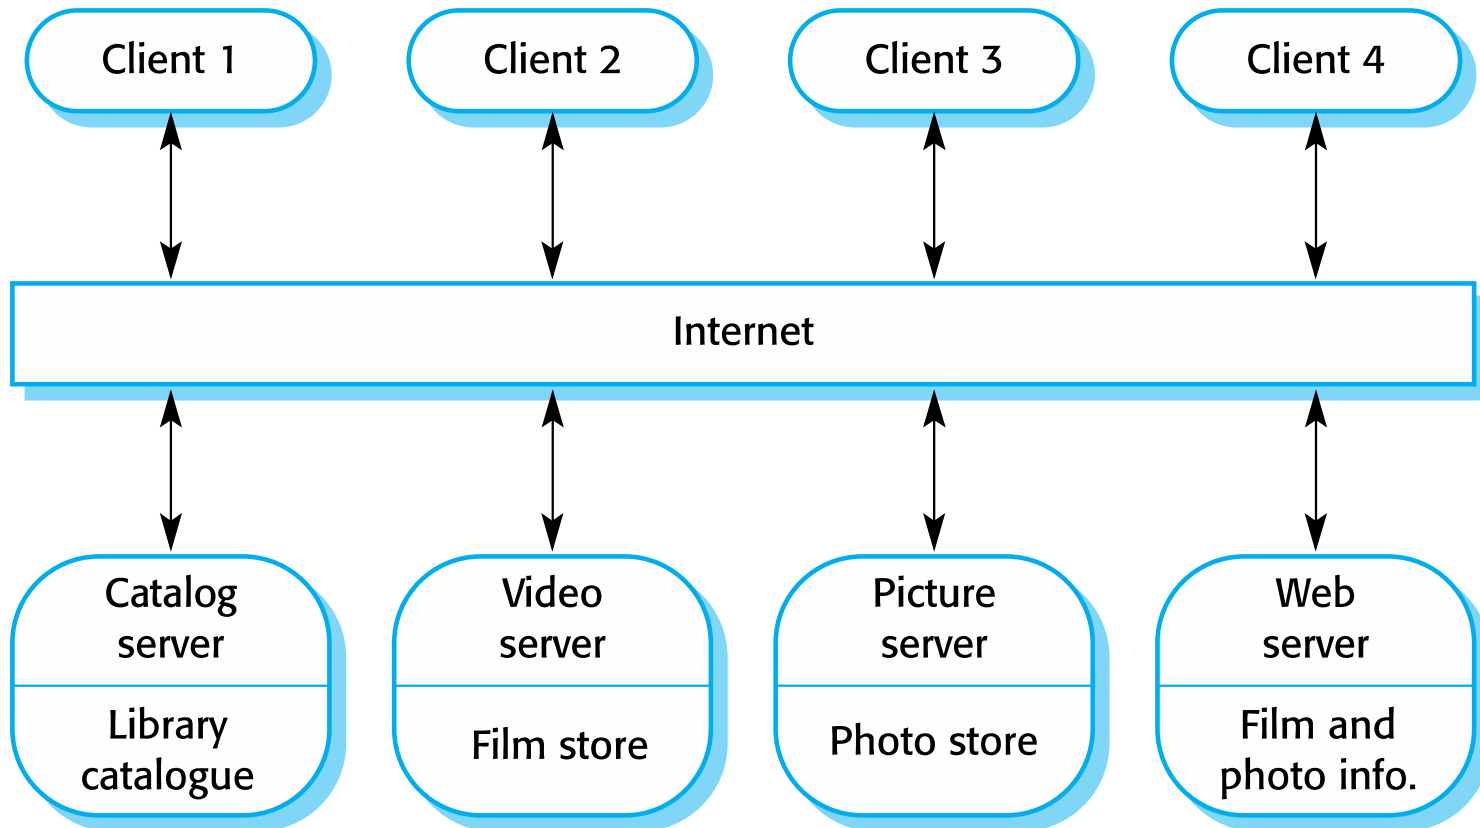 Client 1
Client 2
Client 3
Client 4
Internet
Catalog
server
Library
catalogue
Video
server
Film store
Picture
server
Photo store
Web
server
Film and
photo info.